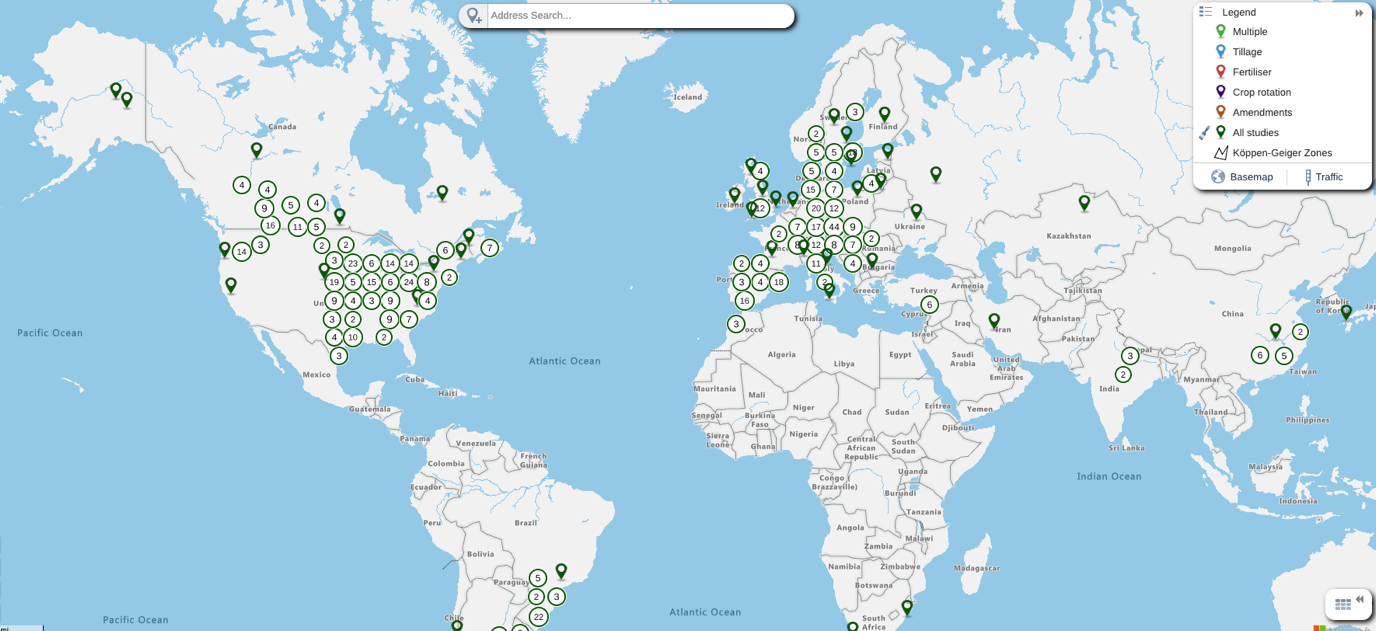 Address Search...
Legend
Multiple
Tillage
Fertiliser
Crop rotation
Amendments
All studies
Köppen-Geiger Zones
Basemap
Traffic
Iceland
Canada
3
Finland
2
5
5
4
5
4
Latvia
4
4
15
7
4
Ireland
Poland
9
5
4
12
20
12
16
11
5
7
17
44
9
Ukraine
2
2
Kazakhstan
14
3
2
2
6
7
8
12
8
7
Mongolia
3
23
6
14
14
2
4
11
4
Bulgaria
19
5
15
6
24
8
2
3
4
18
2
Greece
Turkey
Armenia
Tajikistan
9
4
3
9
4
16
6
Cyprus
China
Republic
of Ko
Pacific Ocean
3
2
9
7
3
Tunisia
Iraq
Iran
Afghanistan
2
4
10
2
Israel
Pakistan
3
Atlantic Ocean
Algeria
Libya
Egypt
Saudi
Arabia
United
Arab
Emirates
3
6
5
Mexico
2
Taiwan
Cuba
Mauritania
Mali
India
Myanmar
Haiti
Niger
Chad
Sudan
Eritrea
Yemen
Guatemala
Senegal
Burkina
Faso
Thailand
Philippines
Djibouti
Panama
Sierra
Leone
Ghana
Nigeria
Central
African
Republic
South
Sudan
Venezuela
Sri Lanka
Colombia
French
Guiana
Uganda
Malaysia
Ecuador
Congo
(Brazzaville)
Burundi
Indian Ocean
Indonesia
Tanzania
Peru
Brazil
Angola
Malawi
Zambia
Bolivia
Namibia
Zimbabwe
Madagascar
Paraguay
5
Botswana
2
3
Atlantic Ocean
Pacific Ocean
Chile
22
South
Africa